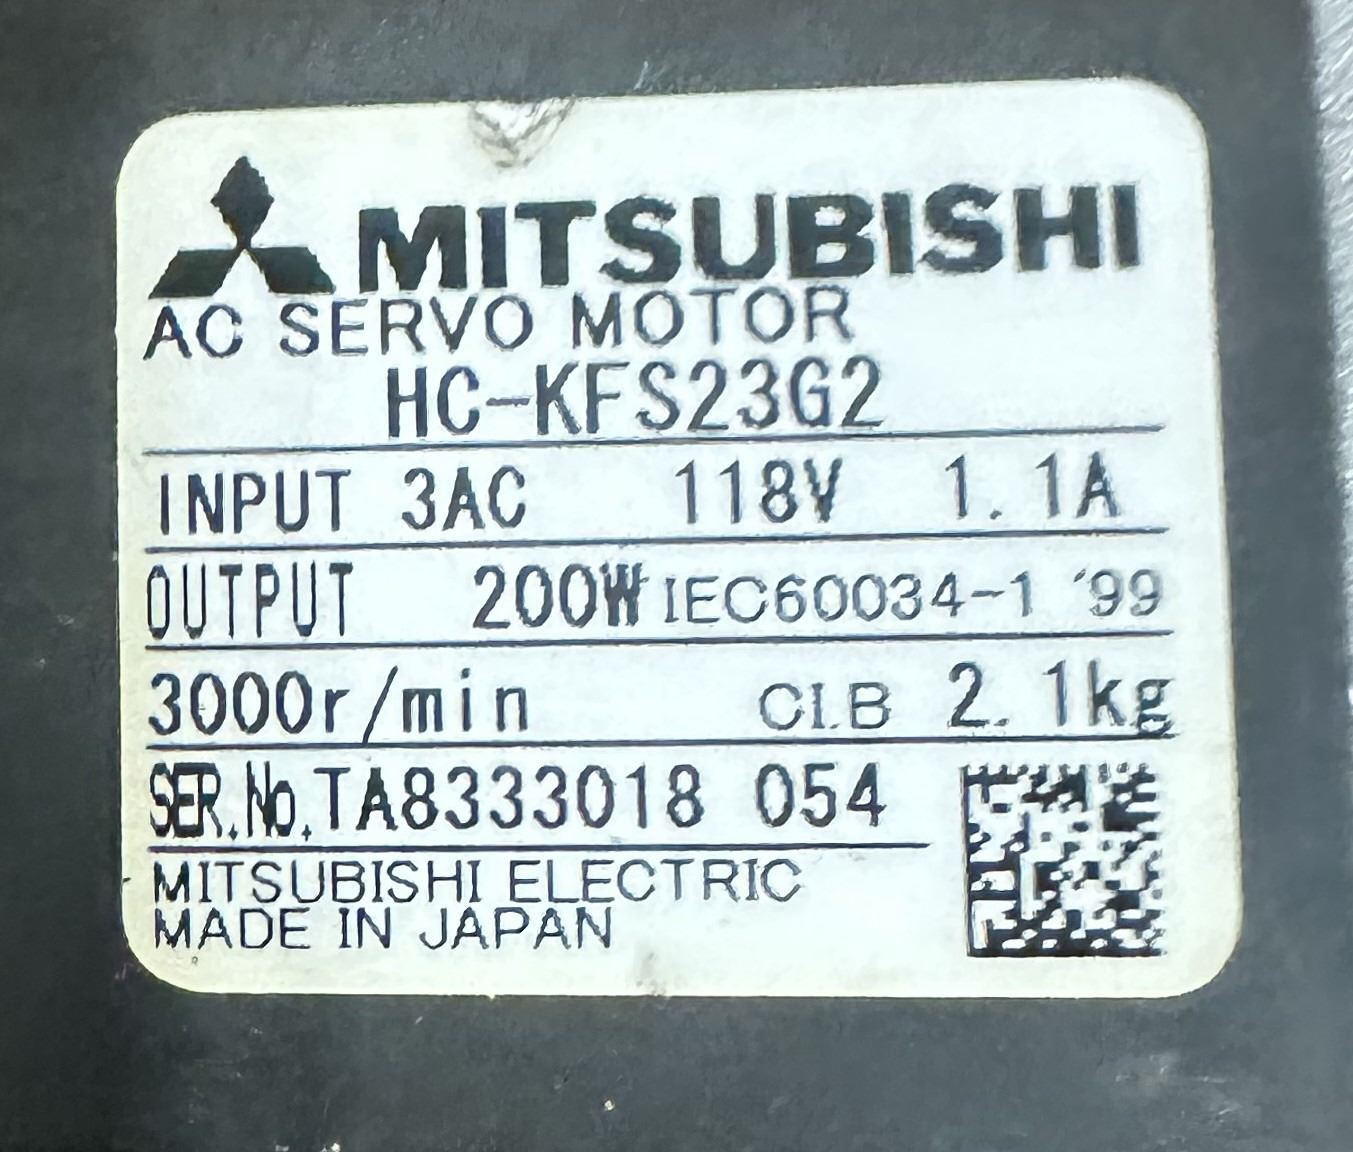 MITSUBISHI
AC SERVO MOTOR
HC-KFS23G2
INPUT 3AC 118V 1.1A
OUTPUT 200W IEC60034-1 '99
3000r/min CI.B 2.1kg
SER.No.TA8333018 054
MITSUBISHI ELECTRIC
MADE IN JAPAN